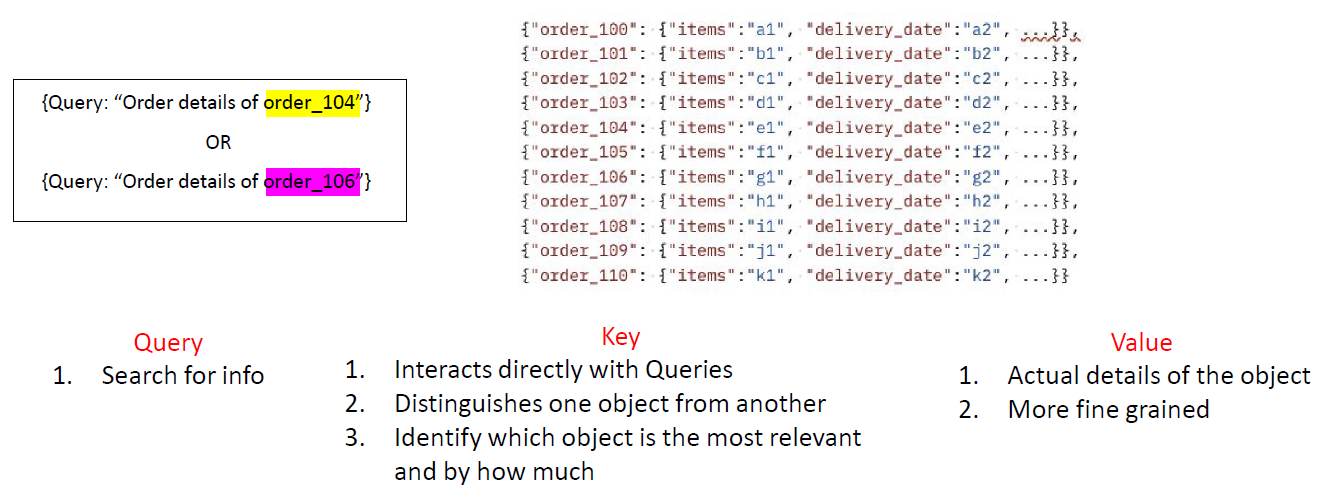 {Query: “Order details of order_104”}
OR
{Query: “Order details of order_106”}
{"order_100": {"items":"a1", "delivery_date":"a2", ...}},
{"order_101": {"items":"b1", "delivery_date":"b2", ...}},
{"order_102": {"items":"c1", "delivery_date":"c2", ...}},
{"order_103": {"items":"d1", "delivery_date":"d2", ...}},
{"order_104": {"items":"e1", "delivery_date":"e2", ...}},
{"order_105": {"items":"f1", "delivery_date":"f2", ...}},
{"order_106": {"items":"g1", "delivery_date":"g2", ...}},
{"order_107": {"items":"h1", "delivery_date":"h2", ...}},
{"order_108": {"items":"i1", "delivery_date":"i2", ...}},
{"order_109": {"items":"j1", "delivery_date":"j2", ...}},
{"order_110": {"items":"k1", "delivery_date":"k2", ...}}
Query
1. Search for info
Key
1. Interacts directly with Queries
2. Distinguishes one object from another
3. Identify which object is the most relevant
and by how much
Value
1. Actual details of the object
2. More fine grained